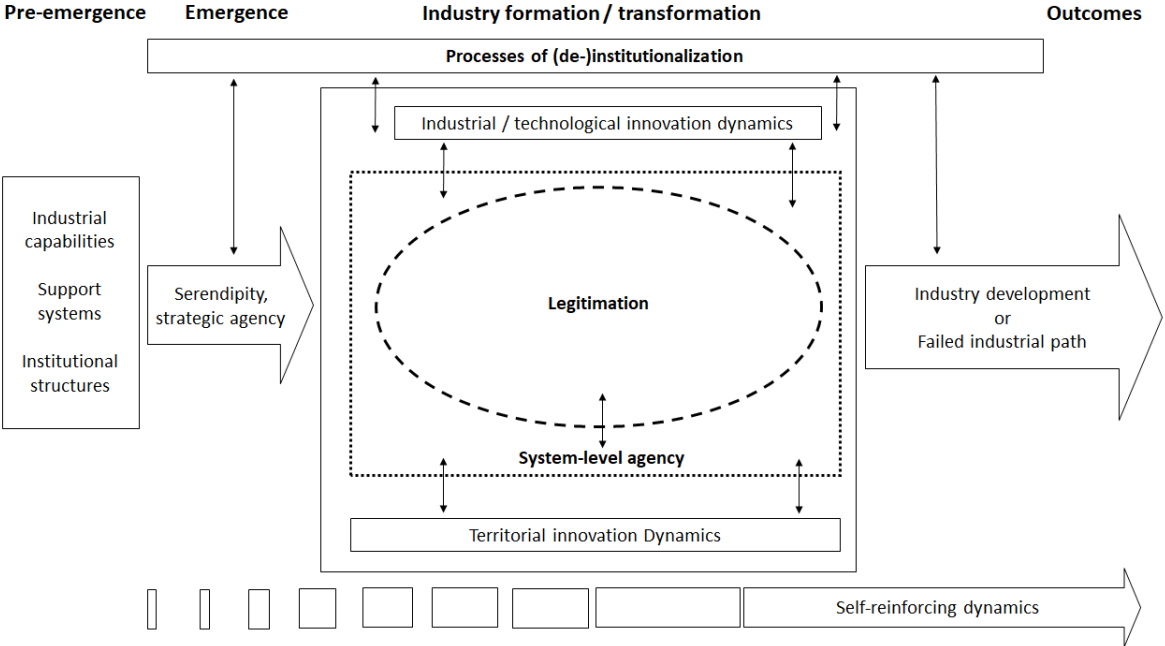 Pre-emergence
Emergence
Industry formation / transformation
Outcomes
Processes of (de-)institutionalization
Industrial / technological innovation dynamics
Industrial
capabilities
Support
systems
Institutional
structures
Serendipity,
strategic agency
Legitimation
System-level agency
Industry development
or
Failed industrial path
Territorial innovation Dynamics
Self-reinforcing dynamics